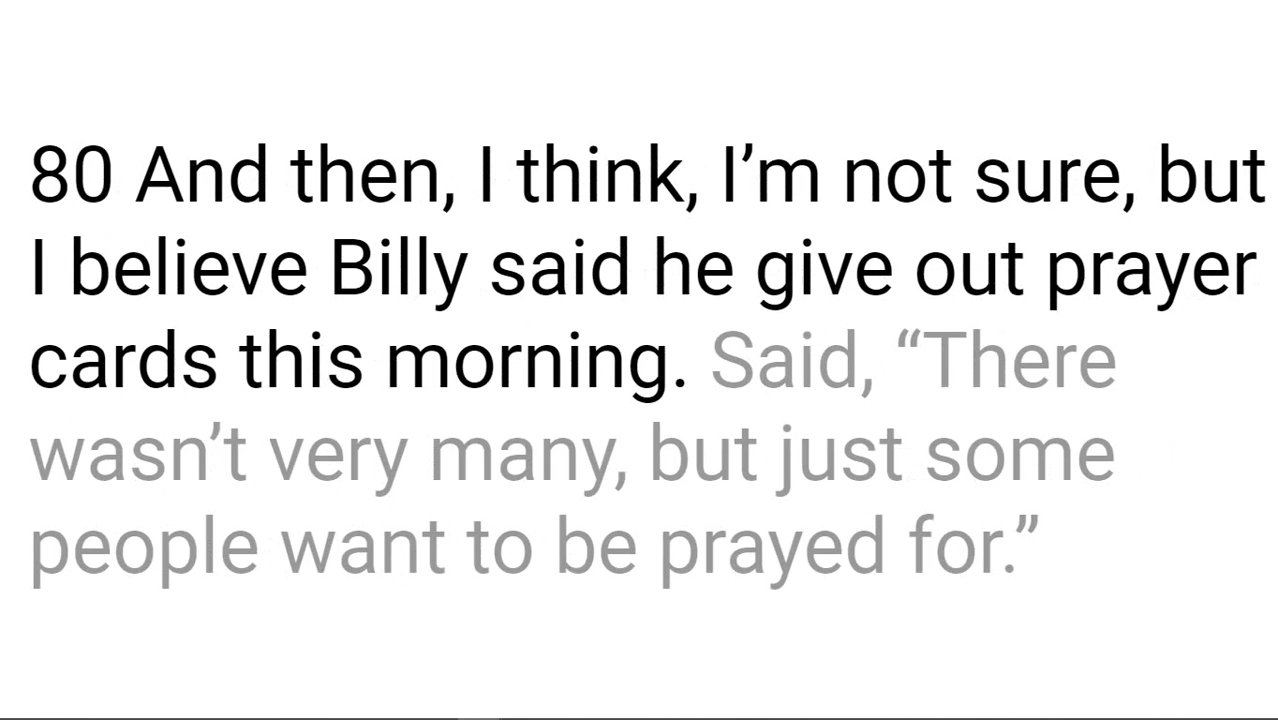 80 And then, I think, I’m not sure, but
I believe Billy said he give out prayer
cards this morning. Said, “There
wasn’t very many, but just some
people want to be prayed for.”